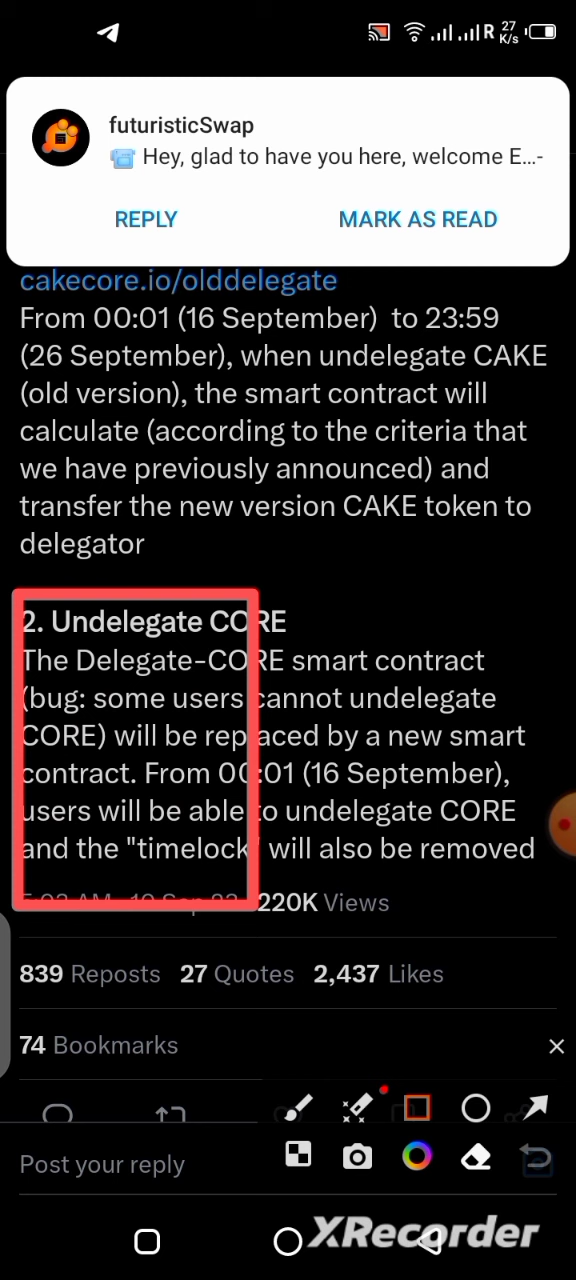 R 27 K/s
futuristicSwap
Hey, glad to have you here, welcome E...-
REPLY MARK AS READ
cakecore.io/olddelegate
From 00:01 (16 September) to 23:59
(26 September), when undelegate CAKE
(old version), the smart contract will
calculate (according to the criteria that
we have previously announced) and
transfer the new version CAKE token to
delegator
2. Undelegate CORE
The Delegate-CORE smart contract
(bug: some users cannot undelegate
CORE) will be replaced by a new smart
contract. From 00:01 (16 September),
users will be able to undelegate CORE
and the "timelock" will also be removed
220K Views
839 Reposts 27 Quotes 2,437 Likes
74 Bookmarks
Post your reply
XRecorder